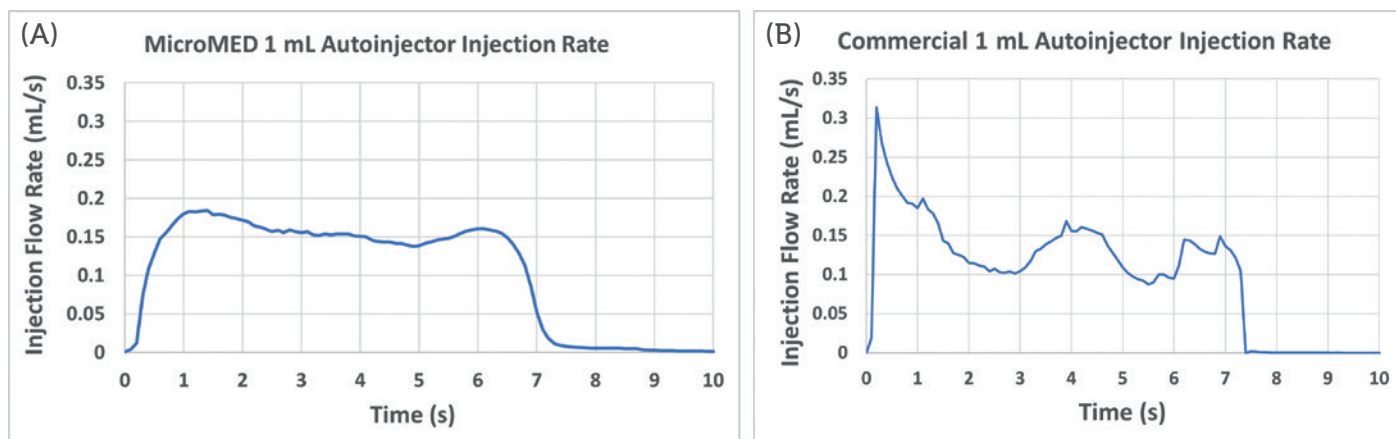 (A)
MicroMED 1 mL Autoinjector Injection Rate
Injection Flow Rate (mL/s)
0.35
0.3
0.25
0.2
0.15
0.1
0.05
0
0 1 2 3 4 5 6 7 8 9 10
Time (s)
(B)
Commercial 1 mL Autoinjector Injection Rate
Injection Flow Rate (mL/s)
0.35
0.3
0.25
0.2
0.15
0.1
0.05
0
0 1 2 3 4 5 6 7 8 9 10
Time (s)